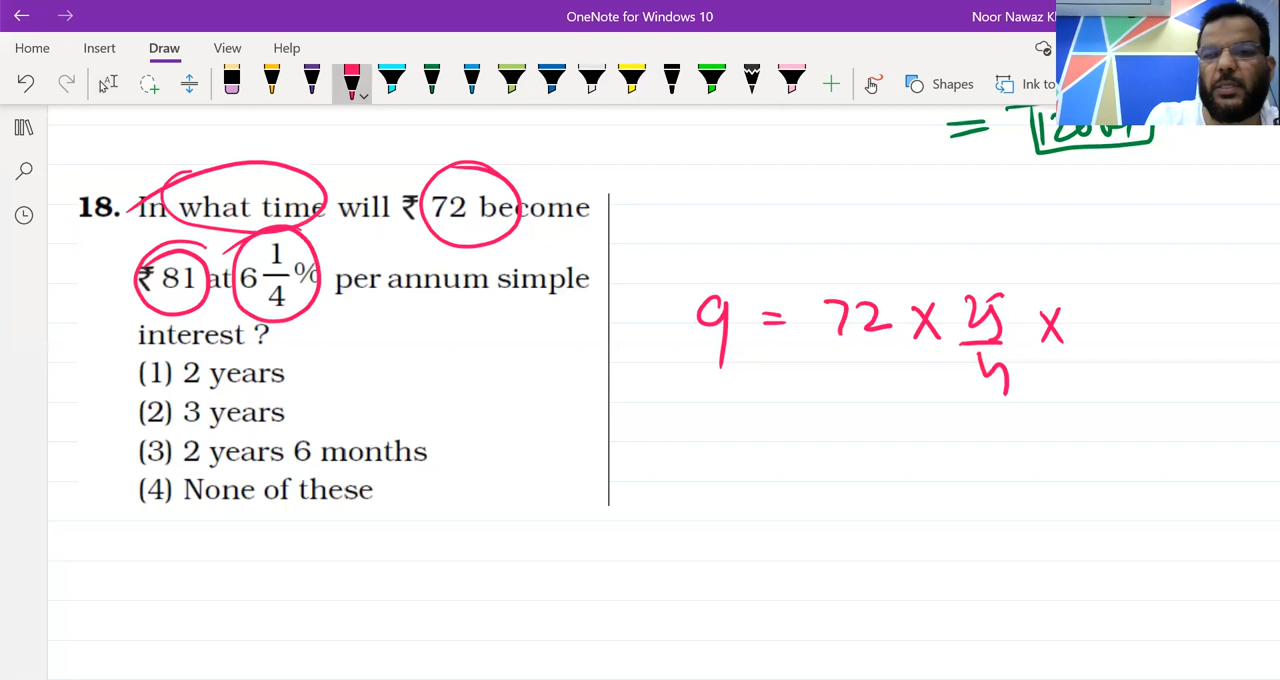 OneNote for Windows 10
Noor Nawaz K
Home Insert Draw View Help
Shapes
Ink to
=
18. In what time will ₹ 72 become
₹ 81 at 6 1/4 % per annum simple
interest ?
(1) 2 years
(2) 3 years
(3) 2 years 6 months
(4) None of these
9 = 72 × 25/4 ×